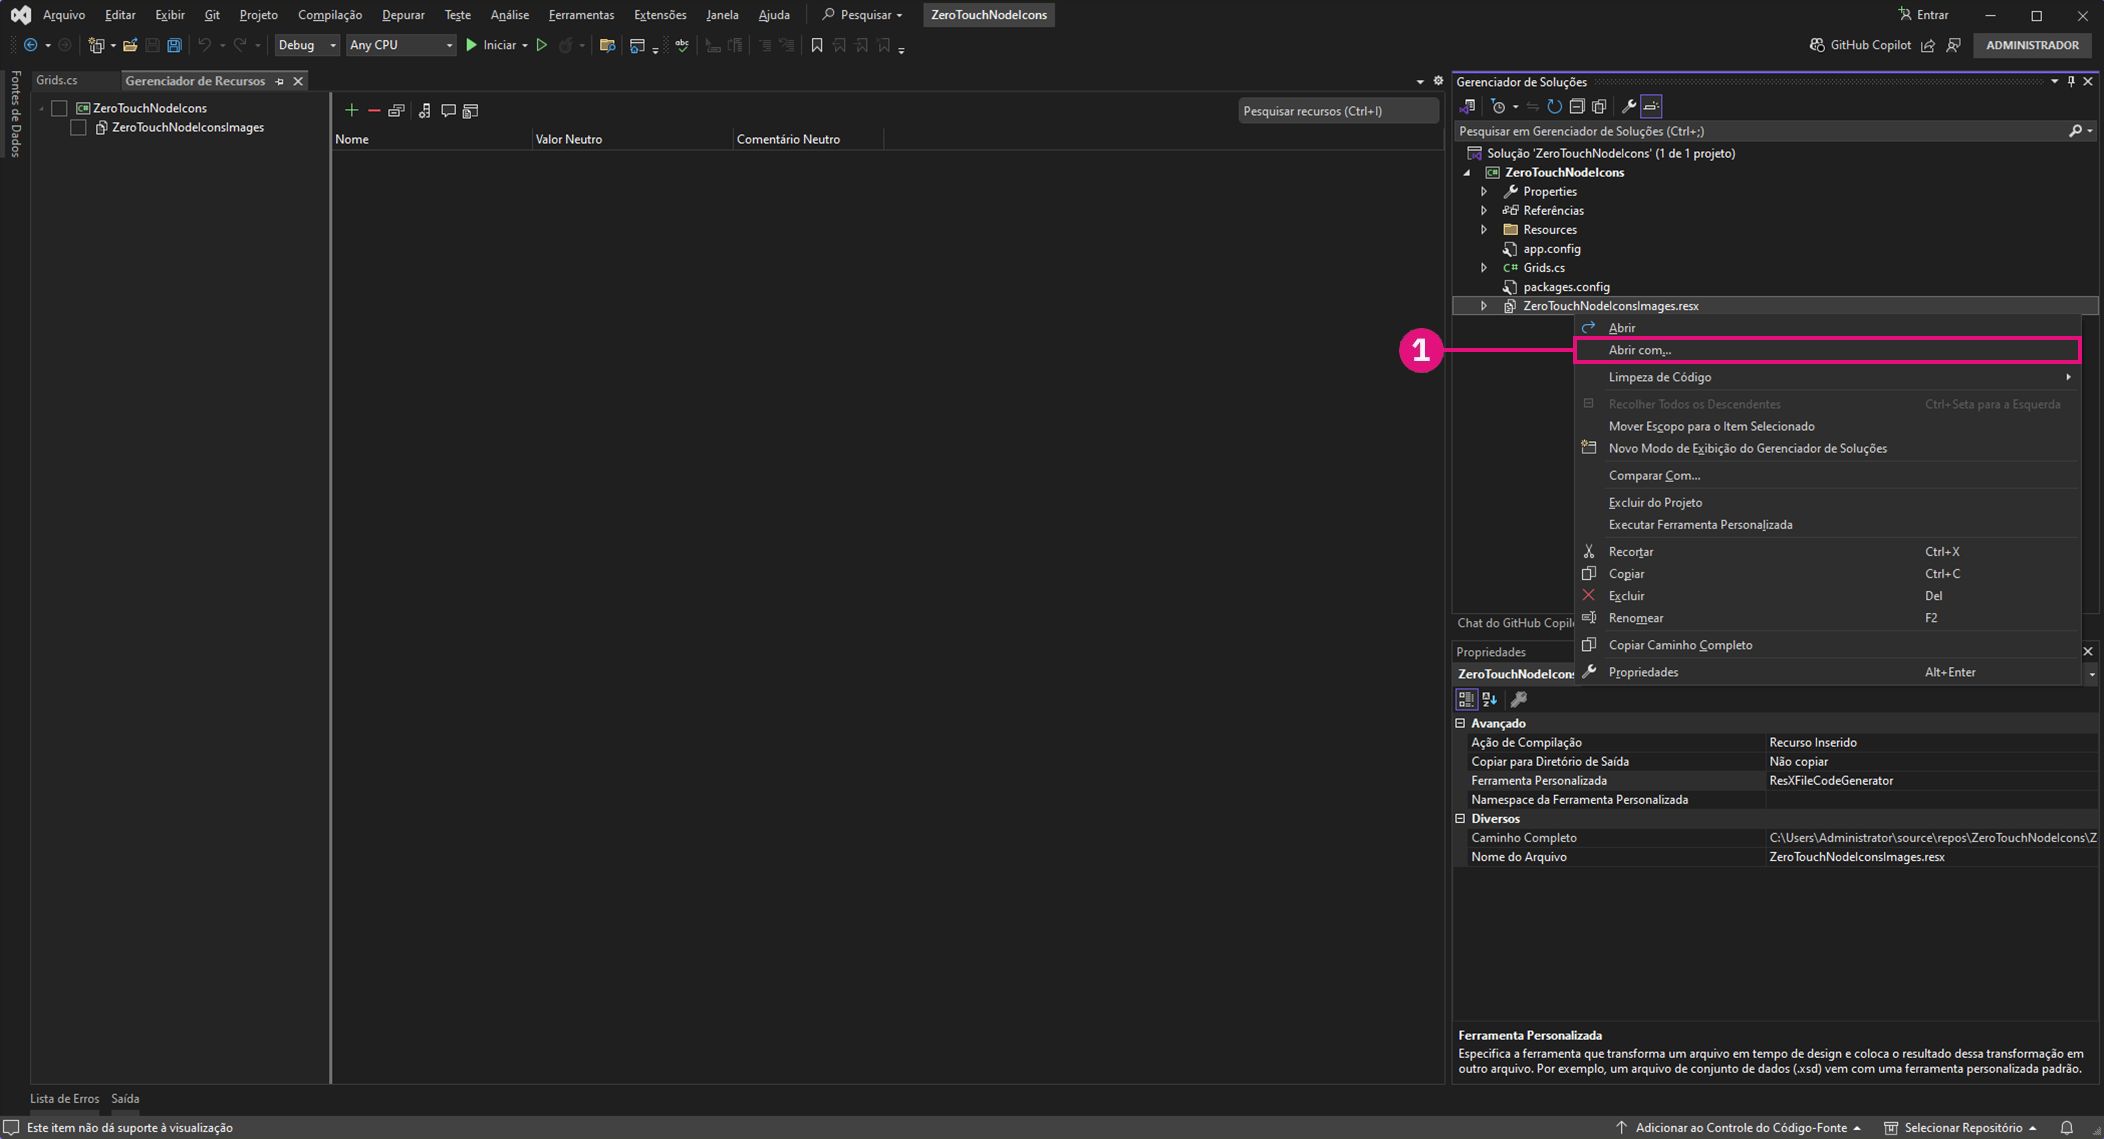 Arquivo Editar Exibir Git Projeto Compilação Depurar Teste Análise Ferramentas Extensões Janela Ajuda Pesquisar ZeroTouchNodeIcons Entrar
Debug Any CPU Iniciar GitHub Copilot ADMINISTRADOR
Fontes de Dados
Grids.cs Gerenciador de Recursos
ZeroTouchNodeIcons
ZeroTouchNodeIconsImages
Pesquisar recursos (Ctrl+I)
Nome Valor Neutro Comentário Neutro
Gerenciador de Soluções
Pesquisar em Gerenciador de Soluções (Ctrl+;)
Solução 'ZeroTouchNodeIcons' (1 de 1 projeto)
ZeroTouchNodeIcons
Properties
Referências
Resources
app.config
C# Grids.cs
packages.config
ZeroTouchNodeIconsImages.resx
Abrir
1 Abrir com...
Limpeza de Código
Recolher Todos os Descendentes Ctrl+Seta para a Esquerda
Mover Escopo para o Item Selecionado
Novo Modo de Exibição do Gerenciador de Soluções
Comparar Com...
Excluir do Projeto
Executar Ferramenta Personalizada
Recortar Ctrl+X
Copiar Ctrl+C
Excluir Del
Renomear F2
Copiar Caminho Completo
Propriedades Alt+Enter
Chat do GitHub Copil
Propriedades
ZeroTouchNodeIcons
Avançado
Ação de Compilação Recurso Inserido
Copiar para Diretório de Saída Não copiar
Ferramenta Personalizada ResXFileCodeGenerator
Namespace da Ferramenta Personalizada
Diversos
Caminho Completo C:\Users\Administrator\source\repos\ZeroTouchNodeIcons\Z
Nome do Arquivo ZeroTouchNodeIconsImages.resx
Ferramenta Personalizada
Especifica a ferramenta que transforma um arquivo em tempo de design e coloca o resultado dessa transformação em
outro arquivo. Por exemplo, um arquivo de conjunto de dados (.xsd) vem com uma ferramenta personalizada padrão.
Lista de Erros Saída
Este item não dá suporte à visualização Adicionar ao Controle do Código-Fonte Selecionar Repositório